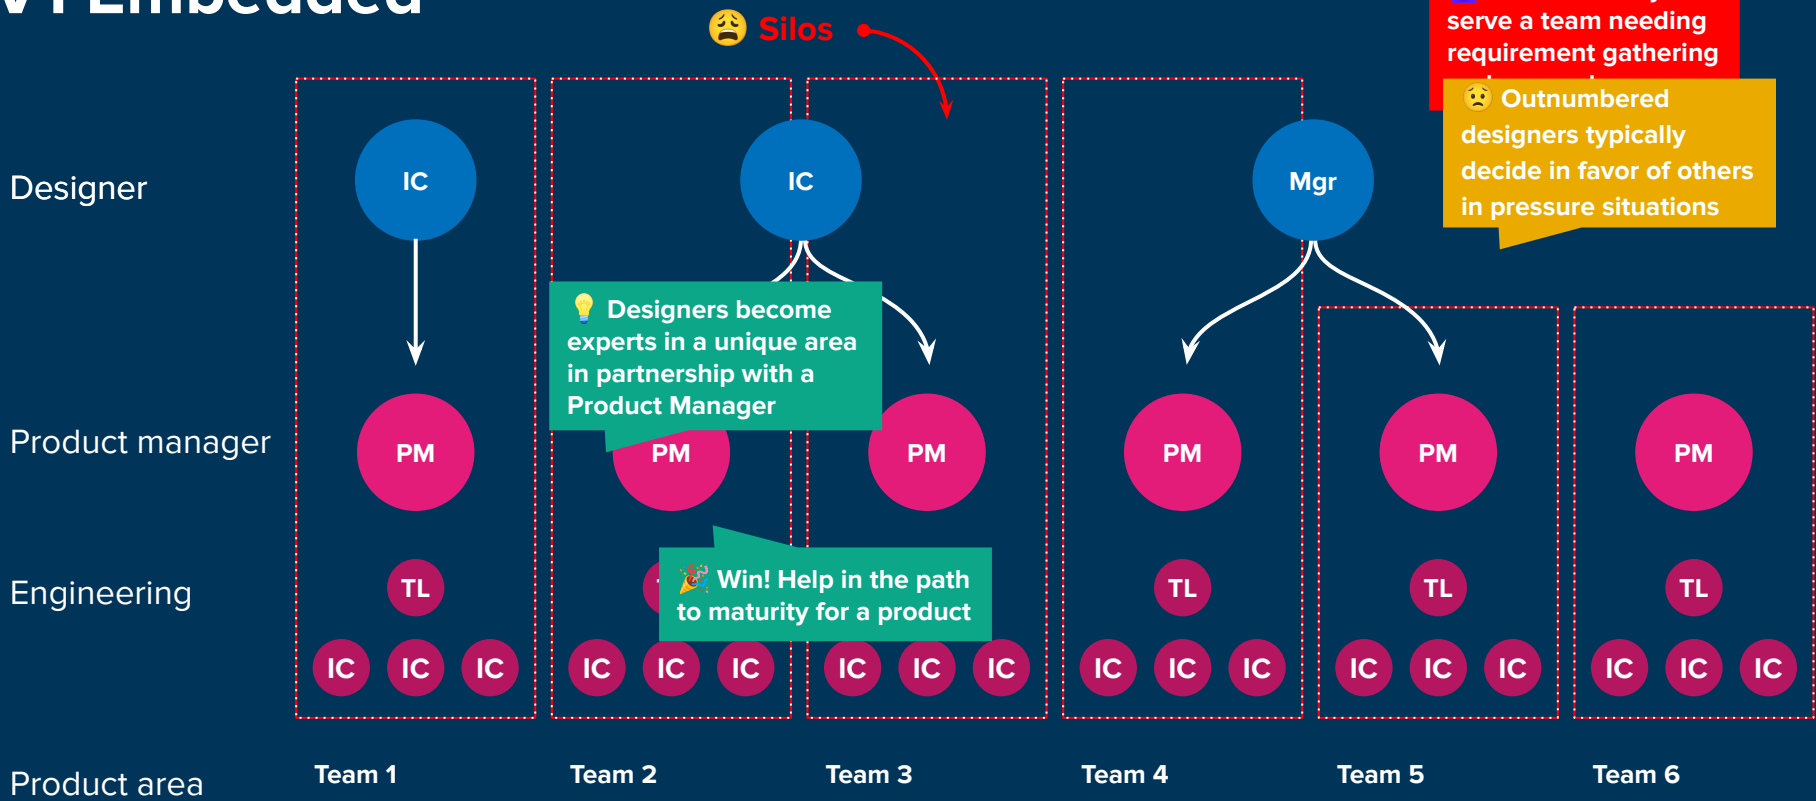 V1 Embedded
😩 Silos
serve a team needing
requirement gathering
😟 Outnumbered
designers typically
decide in favor of others
in pressure situations
Designer
IC
IC
Mgr
💡 Designers become
experts in a unique area
in partnership with a
Product Manager
Product manager
PM
PM
PM
PM
PM
PM
🎉 Win! Help in the path
to maturity for a product
Engineering
TL
TL
TL
TL
IC IC IC
IC IC IC
IC IC IC
IC IC IC
IC IC IC
IC IC IC
Product area
Team 1
Team 2
Team 3
Team 4
Team 5
Team 6